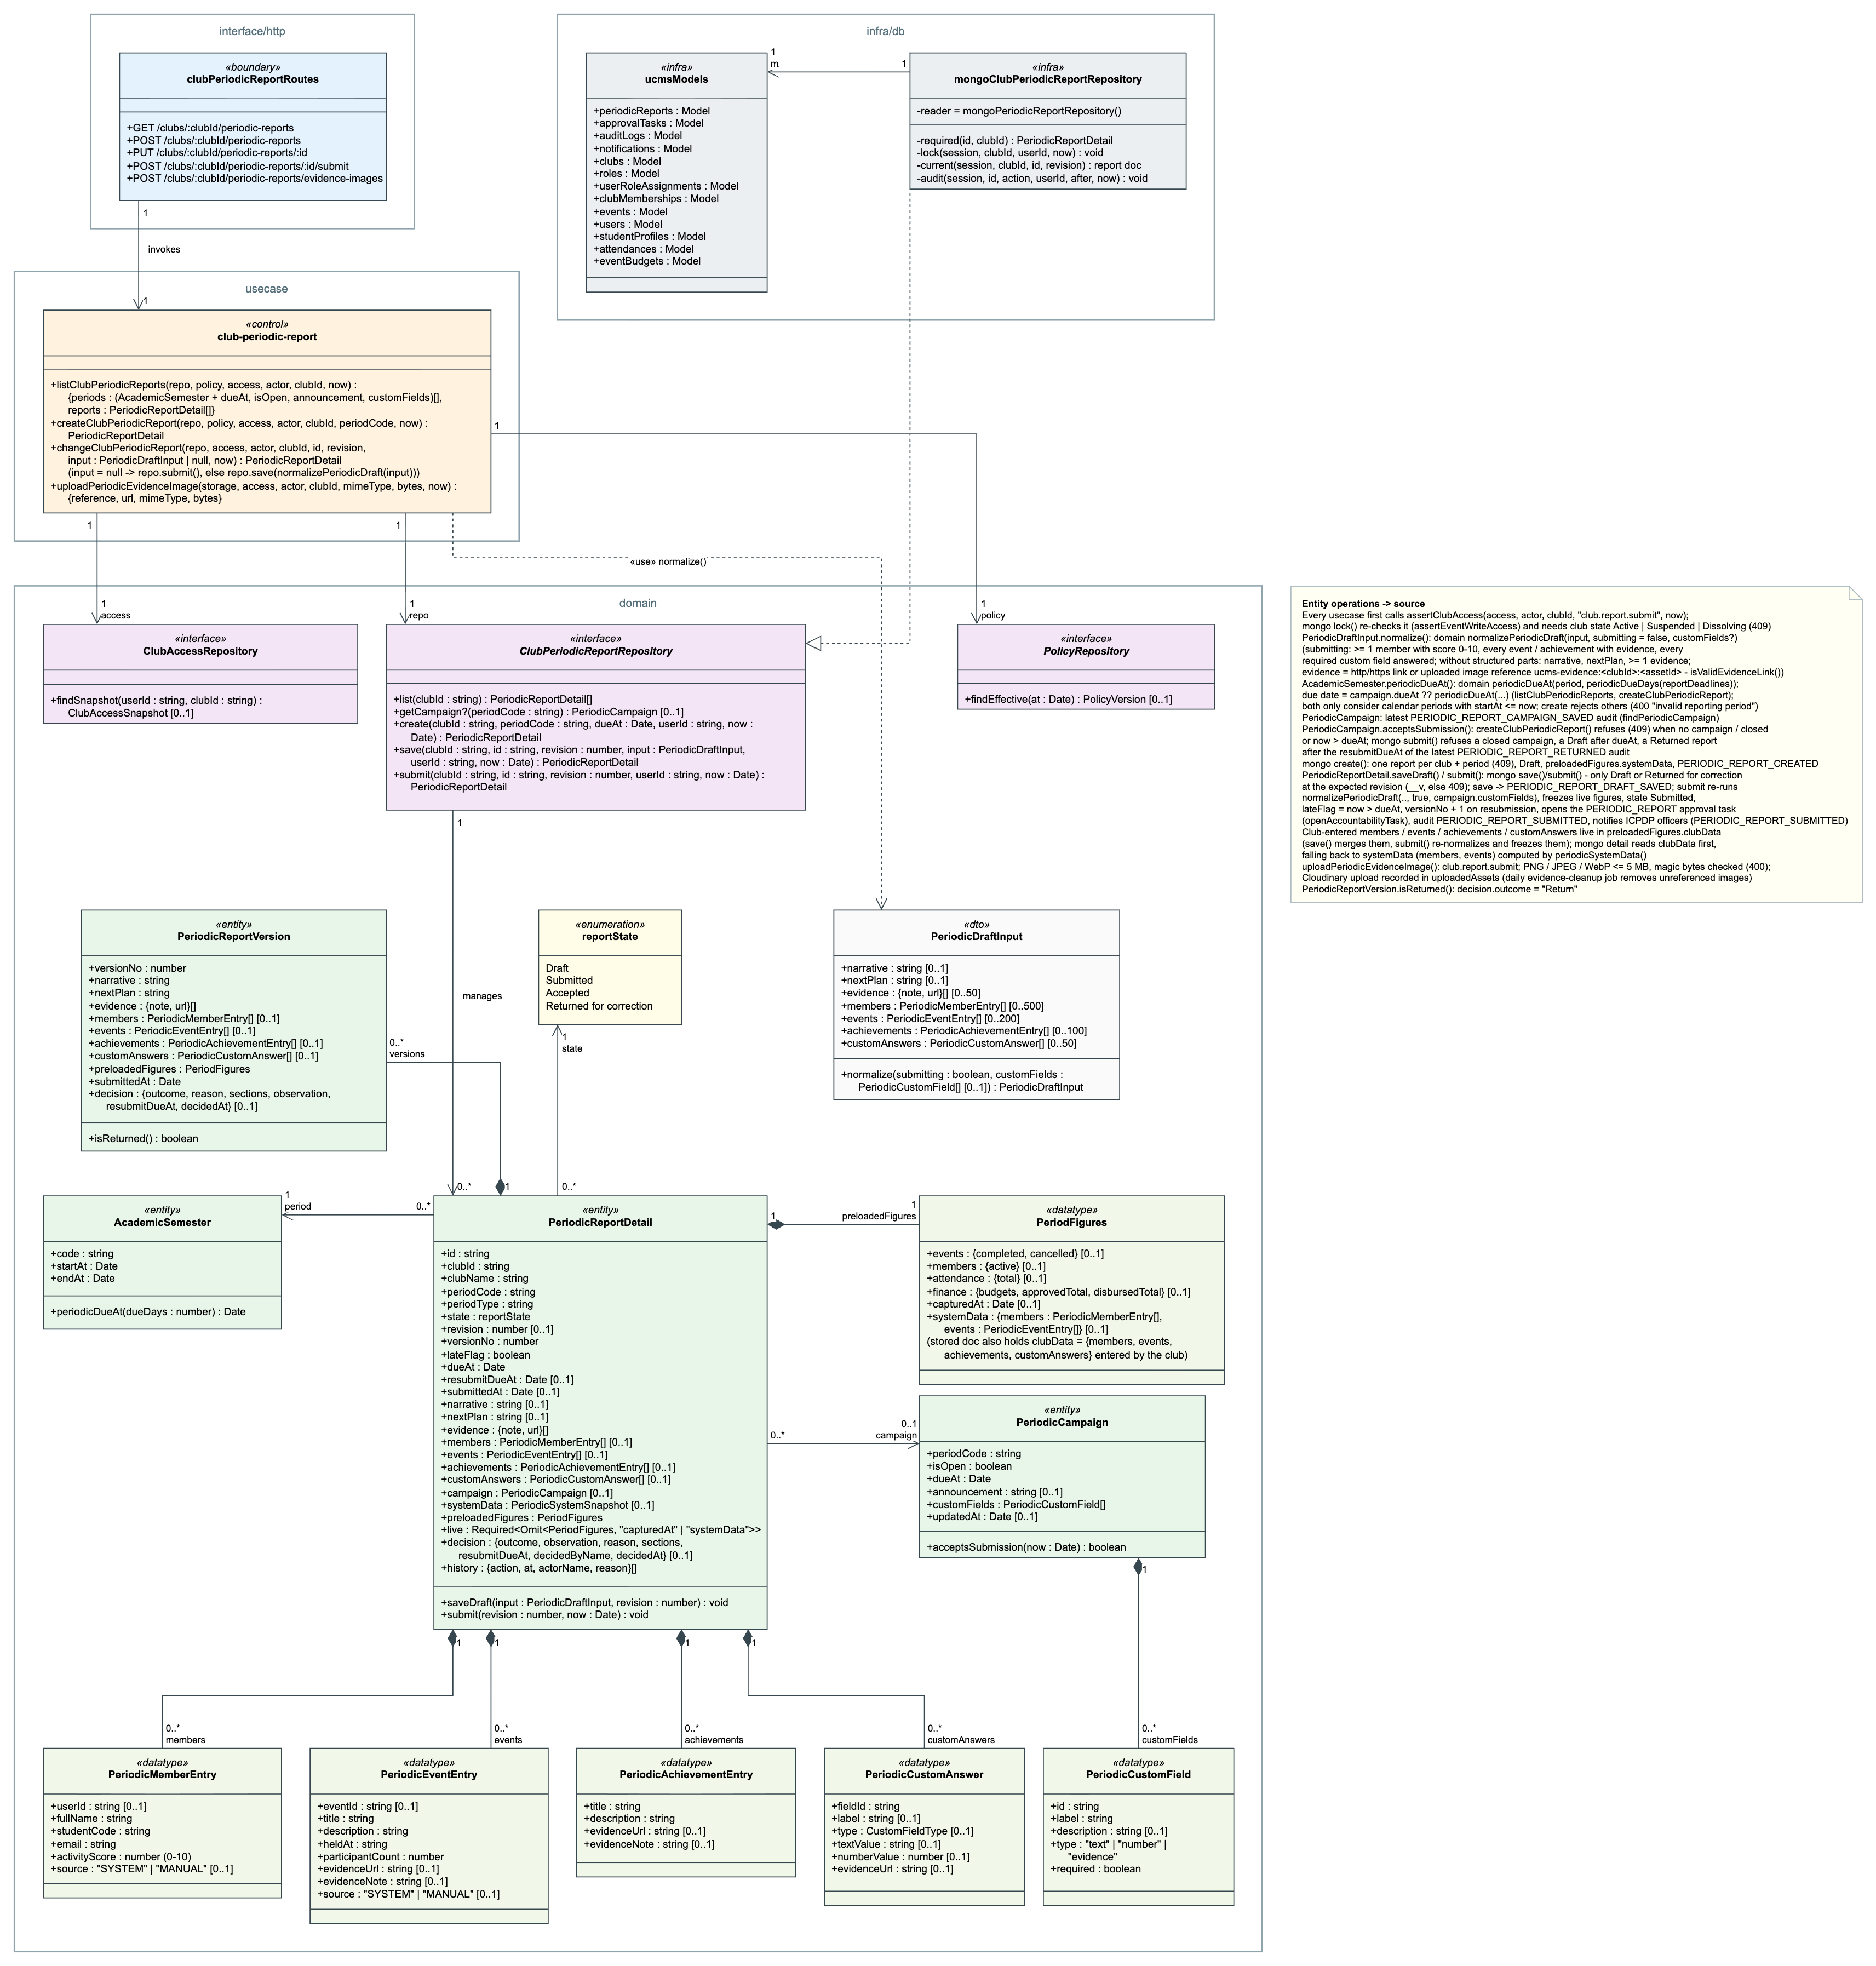 interface/http
«boundary»
clubPeriodicReportRoutes
+GET /clubs/:clubId/periodic-reports
+POST /clubs/:clubId/periodic-reports
+PUT /clubs/:clubId/periodic-reports/:id
+POST /clubs/:clubId/periodic-reports/:id/submit
+POST /clubs/:clubId/periodic-reports/evidence-images
1
invokes
1
infra/db
«infra»
ucmsModels
+periodicReports : Model
+approvalTasks : Model
+auditLogs : Model
+notifications : Model
+clubs : Model
+roles : Model
+userRoleAssignments : Model
+clubMemberships : Model
+events : Model
+users : Model
+studentProfiles : Model
+attendances : Model
+eventBudgets : Model
1
m
1
«infra»
mongoClubPeriodicReportRepository
-reader = mongoPeriodicReportRepository()
-required(id, clubId) : PeriodicReportDetail
-lock(session, clubId, userId, now) : void
-current(session, clubId, id, revision) : report doc
-audit(session, id, action, userId, after, now) : void
usecase
«control»
club-periodic-report
+listClubPeriodicReports(repo, policy, access, actor, clubId, now) :
{periods : (AcademicSemester + dueAt, isOpen, announcement, customFields)[],
reports : PeriodicReportDetail[]}
+createClubPeriodicReport(repo, policy, access, actor, clubId, periodCode, now) :
PeriodicReportDetail
+changeClubPeriodicReport(repo, access, actor, clubId, id, revision,
input : PeriodicDraftInput | null, now) : PeriodicReportDetail
(input = null -> repo.submit(), else repo.save(normalizePeriodicDraft(input)))
+uploadPeriodicEvidenceImage(storage, access, actor, clubId, mimeType, bytes, now) :
{reference, url, mimeType, bytes}
1
1
1
«use» normalize()
domain
1
access
1
repo
1
policy
«interface»
ClubAccessRepository
+findSnapshot(userId : string, clubId : string) :
ClubAccessSnapshot [0..1]
«interface»
ClubPeriodicReportRepository
+list(clubId : string) : PeriodicReportDetail[]
+getCampaign?(periodCode : string) : PeriodicCampaign [0..1]
+create(clubId : string, periodCode : string, dueAt : Date, userId : string, now :
Date) : PeriodicReportDetail
+save(clubId : string, id : string, revision : number, input : PeriodicDraftInput,
userId : string, now : Date) : PeriodicReportDetail
+submit(clubId : string, id : string, revision : number, userId : string, now : Date) :
PeriodicReportDetail
«interface»
PolicyRepository
+findEffective(at : Date) : PolicyVersion [0..1]
Entity operations -> source
Every usecase first calls assertClubAccess(access, actor, clubId, "club.report.submit", now);
mongo lock() re-checks it (assertEventWriteAccess) and needs club state Active | Suspended | Dissolving (409)
PeriodicDraftInput.normalize(): domain normalizePeriodicDraft(input, submitting = false, customFields?)
(submitting: >= 1 member with score 0-10, every event / achievement with evidence, every
required custom field answered; without structured parts: narrative, nextPlan, >= 1 evidence;
evidence = http/https link or uploaded image reference ucms-evidence:<clubId>:<assetId> - isValidEvidenceLink())
AcademicSemester.periodicDueAt(): domain periodicDueAt(period, periodicDueDays(reportDeadlines));
due date = campaign.dueAt ?? periodicDueAt(...) (listClubPeriodicReports, createClubPeriodicReport);
both only consider calendar periods with startAt <= now; create rejects others (400 "invalid reporting period")
PeriodicCampaign: latest PERIODIC_REPORT_CAMPAIGN_SAVED audit (findPeriodicCampaign)
PeriodicCampaign.acceptsSubmission(): createClubPeriodicReport() refuses (409) when no campaign / closed
or now > dueAt; mongo submit() refuses a closed campaign, a Draft after dueAt, a Returned report
after the resubmitDueAt of the latest PERIODIC_REPORT_RETURNED audit
mongo create(): one report per club + period (409), Draft, preloadedFigures.systemData, PERIODIC_REPORT_CREATED
PeriodicReportDetail.saveDraft() / submit(): mongo save()/submit() - only Draft or Returned for correction
at the expected revision (__v, else 409); save -> PERIODIC_REPORT_DRAFT_SAVED; submit re-runs
normalizePeriodicDraft(.., true, campaign.customFields), freezes live figures, state Submitted,
lateFlag = now > dueAt, versionNo + 1 on resubmission, opens the PERIODIC_REPORT approval task
(openAccountabilityTask), audit PERIODIC_REPORT_SUBMITTED, notifies ICPDP officers (PERIODIC_REPORT_SUBMITTED)
Club-entered members / events / achievements / customAnswers live in preloadedFigures.clubData
(save() merges them, submit() re-normalizes and freezes them); mongo detail reads clubData first,
falling back to systemData (members, events) computed by periodicSystemData()
uploadPeriodicEvidenceImage(): club.report.submit; PNG / JPEG / WebP <= 5 MB, magic bytes checked (400);
Cloudinary upload recorded in uploadedAssets (daily evidence-cleanup job removes unreferenced images)
PeriodicReportVersion.isReturned(): decision.outcome = "Return"
1
manages
«entity»
PeriodicReportVersion
+versionNo : number
+narrative : string
+nextPlan : string
+evidence : {note, url}[]
+members : PeriodicMemberEntry[] [0..1]
+events : PeriodicEventEntry[] [0..1]
+achievements : PeriodicAchievementEntry[] [0..1]
+customAnswers : PeriodicCustomAnswer[] [0..1]
+preloadedFigures : PeriodFigures
+submittedAt : Date
+decision : {outcome, reason, sections, observation,
resubmitDueAt, decidedAt} [0..1]
+isReturned() : boolean
0..*
versions
«enumeration»
reportState
Draft
Submitted
Accepted
Returned for correction
1
state
«dto»
PeriodicDraftInput
+narrative : string [0..1]
+nextPlan : string [0..1]
+evidence : {note, url}[] [0..50]
+members : PeriodicMemberEntry[] [0..500]
+events : PeriodicEventEntry[] [0..200]
+achievements : PeriodicAchievementEntry[] [0..100]
+customAnswers : PeriodicCustomAnswer[] [0..50]
+normalize(submitting : boolean, customFields :
PeriodicCustomField[] [0..1]) : PeriodicDraftInput
0..*
1
0..*
«entity»
AcademicSemester
+code : string
+startAt : Date
+endAt : Date
+periodicDueAt(dueDays : number) : Date
1
period
0..*
«entity»
PeriodicReportDetail
+id : string
+clubId : string
+clubName : string
+periodCode : string
+periodType : string
+state : reportState
+revision : number [0..1]
+versionNo : number
+lateFlag : boolean
+dueAt : Date
+resubmitDueAt : Date [0..1]
+submittedAt : Date [0..1]
+narrative : string [0..1]
+nextPlan : string [0..1]
+evidence : {note, url}[]
+members : PeriodicMemberEntry[] [0..1]
+events : PeriodicEventEntry[] [0..1]
+achievements : PeriodicAchievementEntry[] [0..1]
+customAnswers : PeriodicCustomAnswer[] [0..1]
+campaign : PeriodicCampaign [0..1]
+systemData : PeriodicSystemSnapshot [0..1]
+preloadedFigures : PeriodFigures
+live : Required<Omit<PeriodFigures, "capturedAt" | "systemData">>
+decision : {outcome, observation, reason, sections,
resubmitDueAt, decidedByName, decidedAt} [0..1]
+history : {action, at, actorName, reason}[]
+saveDraft(input : PeriodicDraftInput, revision : number) : void
+submit(revision : number, now : Date) : void
1
1
preloadedFigures
«datatype»
PeriodFigures
+events : {completed, cancelled} [0..1]
+members : {active} [0..1]
+attendance : {total} [0..1]
+finance : {budgets, approvedTotal, disbursedTotal} [0..1]
+capturedAt : Date [0..1]
+systemData : {members : PeriodicMemberEntry[],
events : PeriodicEventEntry[]} [0..1]
(stored doc also holds clubData = {members, events,
achievements, customAnswers} entered by the club)
0..*
0..1
campaign
«entity»
PeriodicCampaign
+periodCode : string
+isOpen : boolean
+dueAt : Date
+announcement : string [0..1]
+customFields : PeriodicCustomField[]
+updatedAt : Date [0..1]
+acceptsSubmission(now : Date) : boolean
1
1
1
1
1
0..*
members
0..*
events
0..*
achievements
0..*
customAnswers
0..*
customFields
«datatype»
PeriodicMemberEntry
+userId : string [0..1]
+fullName : string
+studentCode : string
+email : string
+activityScore : number (0-10)
+source : "SYSTEM" | "MANUAL" [0..1]
«datatype»
PeriodicEventEntry
+eventId : string [0..1]
+title : string
+description : string
+heldAt : string
+participantCount : number
+evidenceUrl : string [0..1]
+evidenceNote : string [0..1]
+source : "SYSTEM" | "MANUAL" [0..1]
«datatype»
PeriodicAchievementEntry
+title : string
+description : string
+evidenceUrl : string [0..1]
+evidenceNote : string [0..1]
«datatype»
PeriodicCustomAnswer
+fieldId : string
+label : string [0..1]
+type : CustomFieldType [0..1]
+textValue : string [0..1]
+numberValue : number [0..1]
+evidenceUrl : string [0..1]
«datatype»
PeriodicCustomField
+id : string
+label : string
+description : string [0..1]
+type : "text" | "number" |
"evidence"
+required : boolean